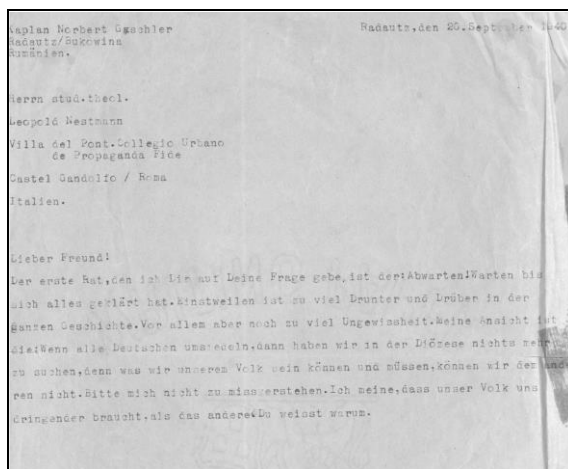 Kaplan Norbert Gaschler Radautz,den 20.September 1940
Radautz/Bukowina
Rumänien.
Herrn stud.theol.
Leopold Nestmann
Villa del Pont.Collegio Urbano
de Propaganda Fide
Castel Gandolfo / Roma
Italien.
Lieber Freund!
Der erste Rat,den ich Dir auf Deine Frage gebe,ist der:Abwarten!Warten bis
sich alles geklärt hat.Einstweilen ist zu viel Drunter und Drüber in der
ganzen Geschichte.Vor allem aber noch zu viel Ungewissheit.Meine Ansicht ist
die:Wenn alle Deutschen umsiedeln,dann haben wir in der Diözese nichts mehr
zu suchen,denn was wir unserem Volk sein können und müssen,können wir dem ande
ren nicht.Bitte mich nicht zu missverstehen.Ich meine,dass unser Volk uns
dringender braucht,als das andere.Du weisst warum.